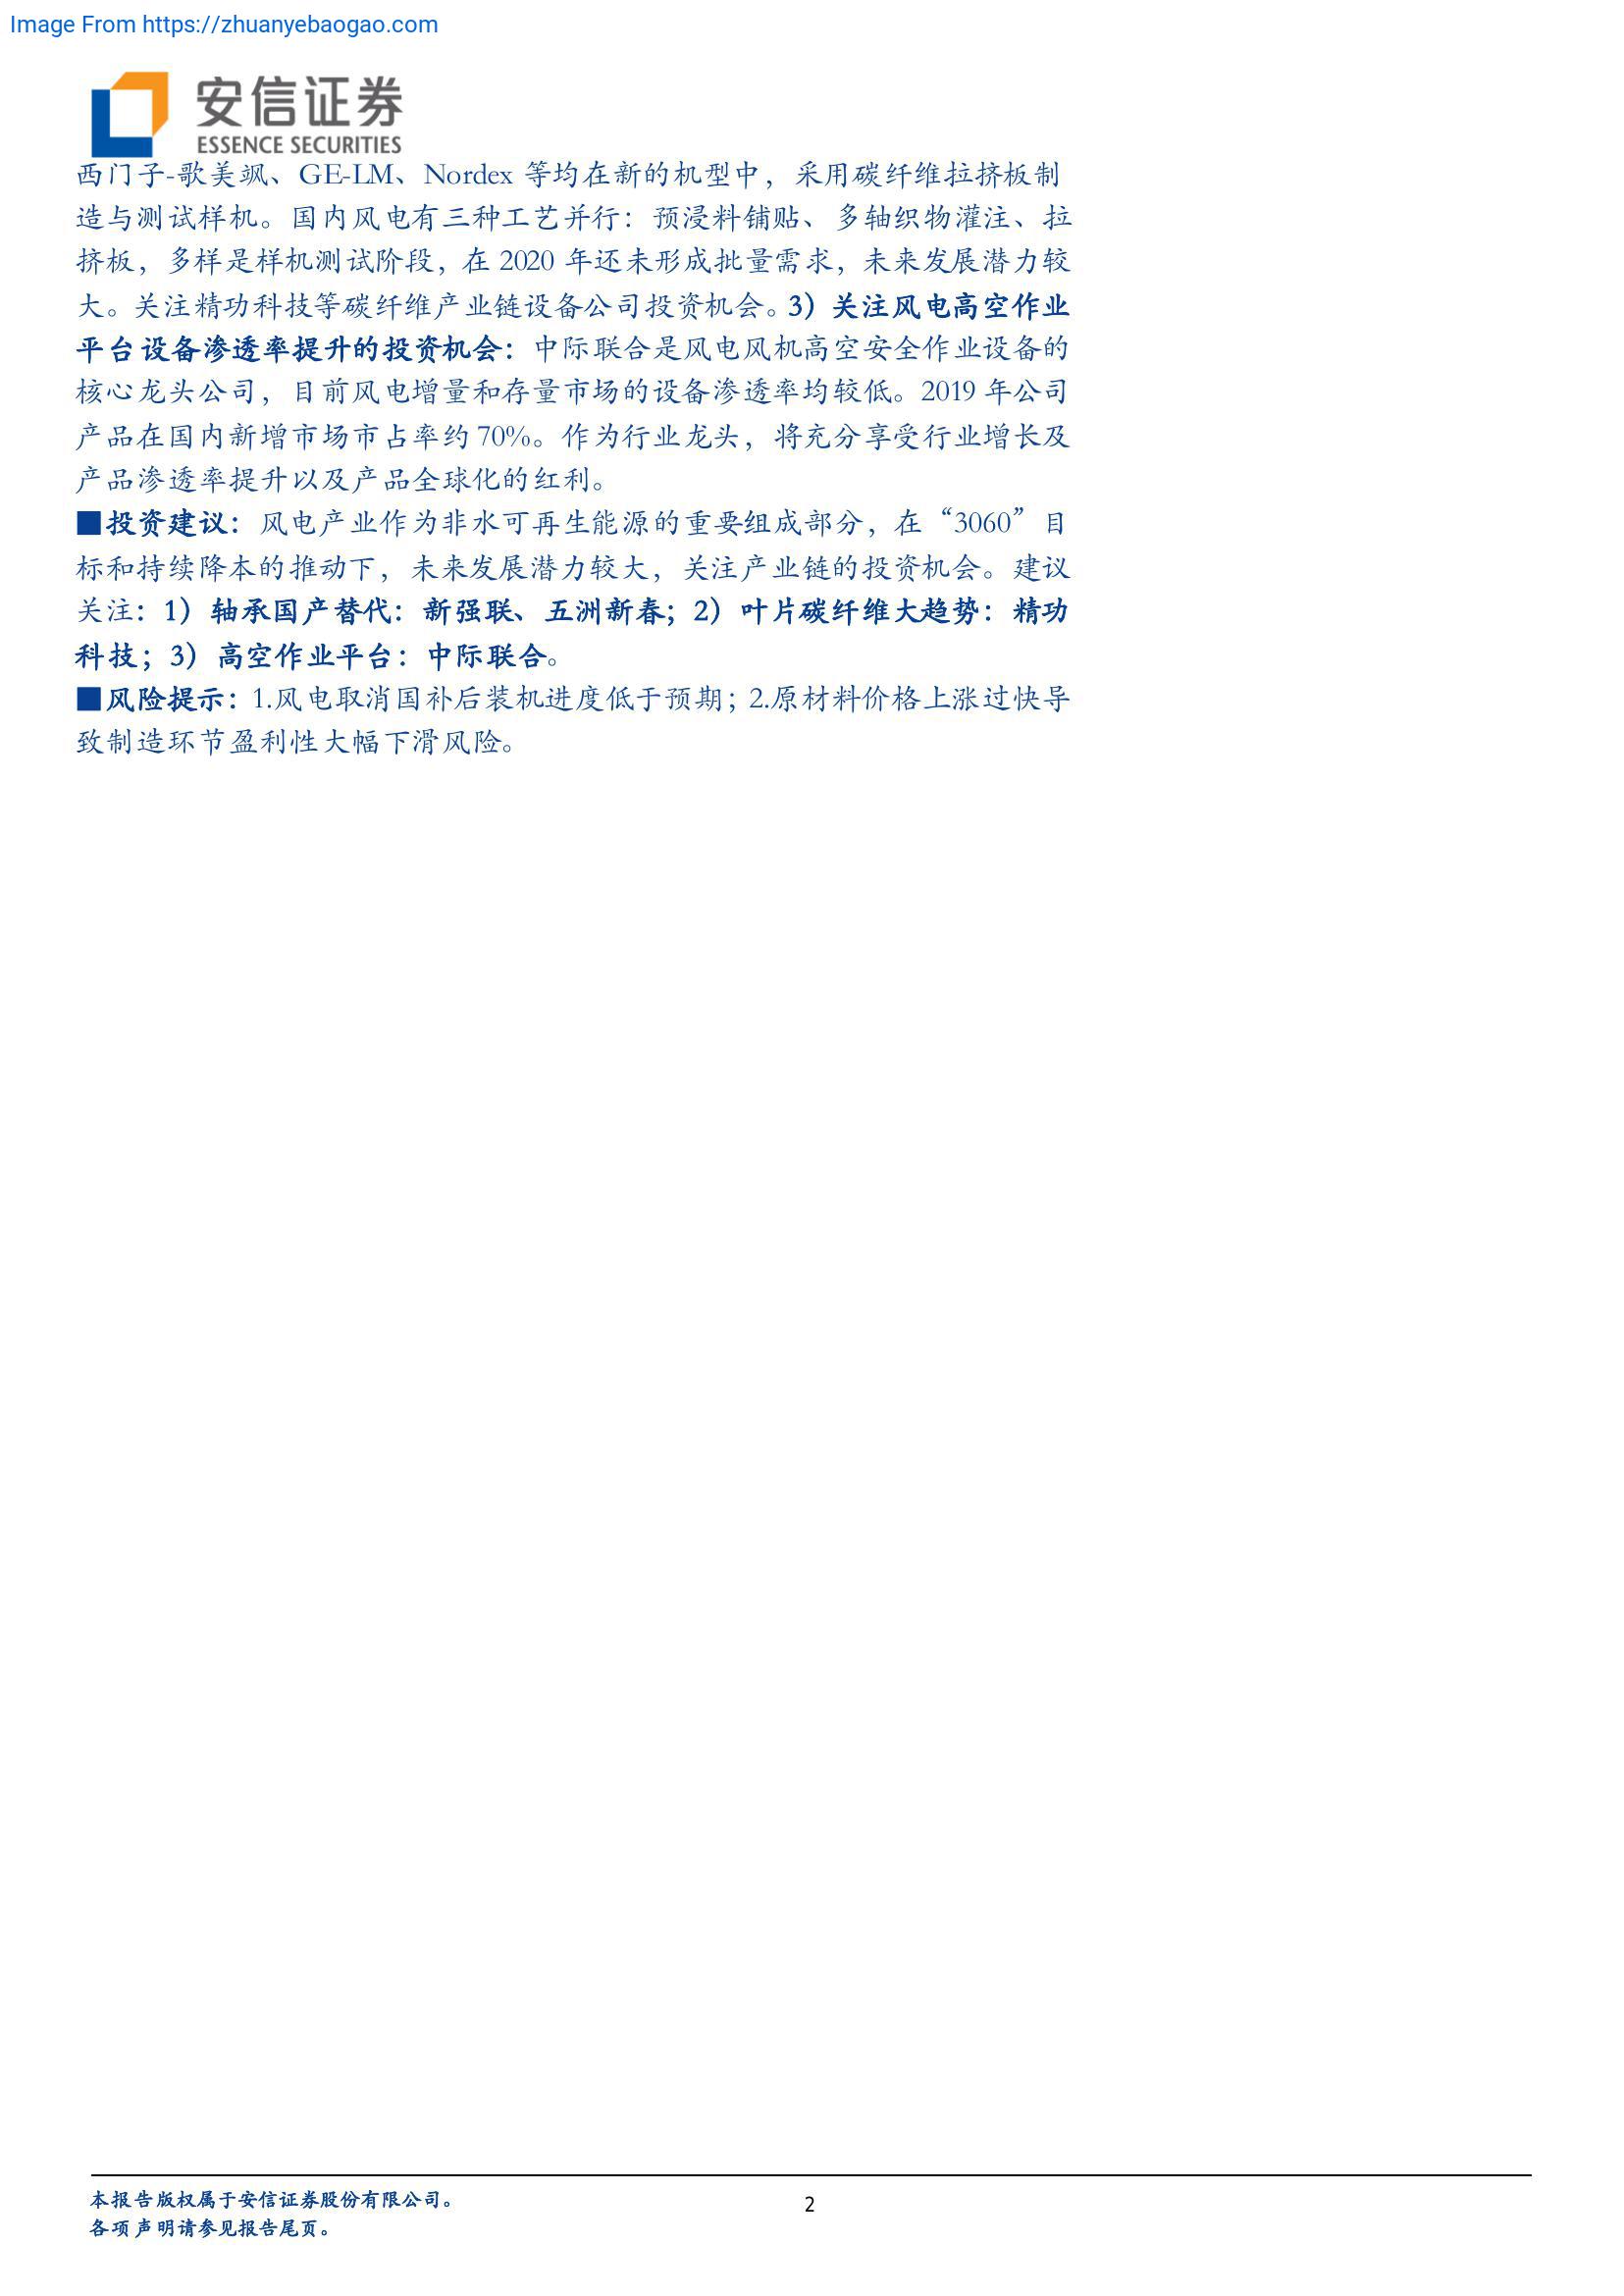 Image From https://zhuanyebaogao.com
安信证券
ESSENCE SECURITIES
西门子-歌美飒、GE-LM、Nordex 等均在新的机型中，采用碳纤维拉挤板制
造与测试样机。国内风电有三种工艺并行：预浸料铺贴、多轴织物灌注、拉
挤板，多样是样机测试阶段，在 2020 年还未形成批量需求，未来发展潜力较
大。关注精功科技等碳纤维产业链设备公司投资机会。3）关注风电高空作业
平台设备渗透率提升的投资机会：中际联合是风电风机高空安全作业设备的
核心龙头公司，目前风电增量和存量市场的设备渗透率均较低。2019 年公司
产品在国内新增市场市占率约 70%。作为行业龙头，将充分享受行业增长及
产品渗透率提升以及产品全球化的红利。
■投资建议：风电产业作为非水可再生能源的重要组成部分，在“3060”目
标和持续降本的推动下，未来发展潜力较大，关注产业链的投资机会。建议
关注：1）轴承国产替代：新强联、五洲新春；2）叶片碳纤维大趋势：精功
科技；3）高空作业平台：中际联合。
■风险提示：1.风电取消国补后装机进度低于预期；2.原材料价格上涨过快导
致制造环节盈利性大幅下滑风险。
本报告版权属于安信证券股份有限公司。
2
各项声明请参见报告尾页。